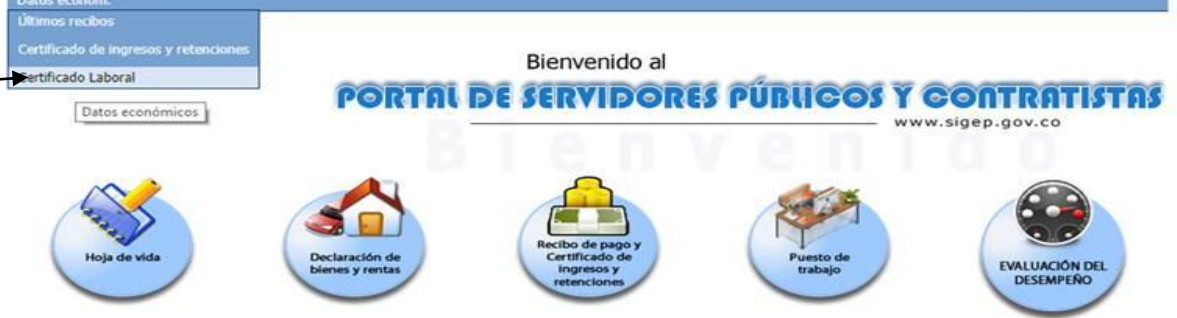 Datos económ.
Últimos recibos
Certificado de ingresos y retenciones
Certificado Laboral
Datos económicos
Bienvenido al
PORTAL DE SERVIDORES PÚBLICOS Y CONTRATISTAS
www.sigep.gov.co
Bienvenido
Hoja de vida
Declaración de
bienes y rentas
Recibo de pago y
Certificado de
ingresos y
retenciones
Puesto de
trabajo
EVALUACIÓN DEL
DESEMPEÑO